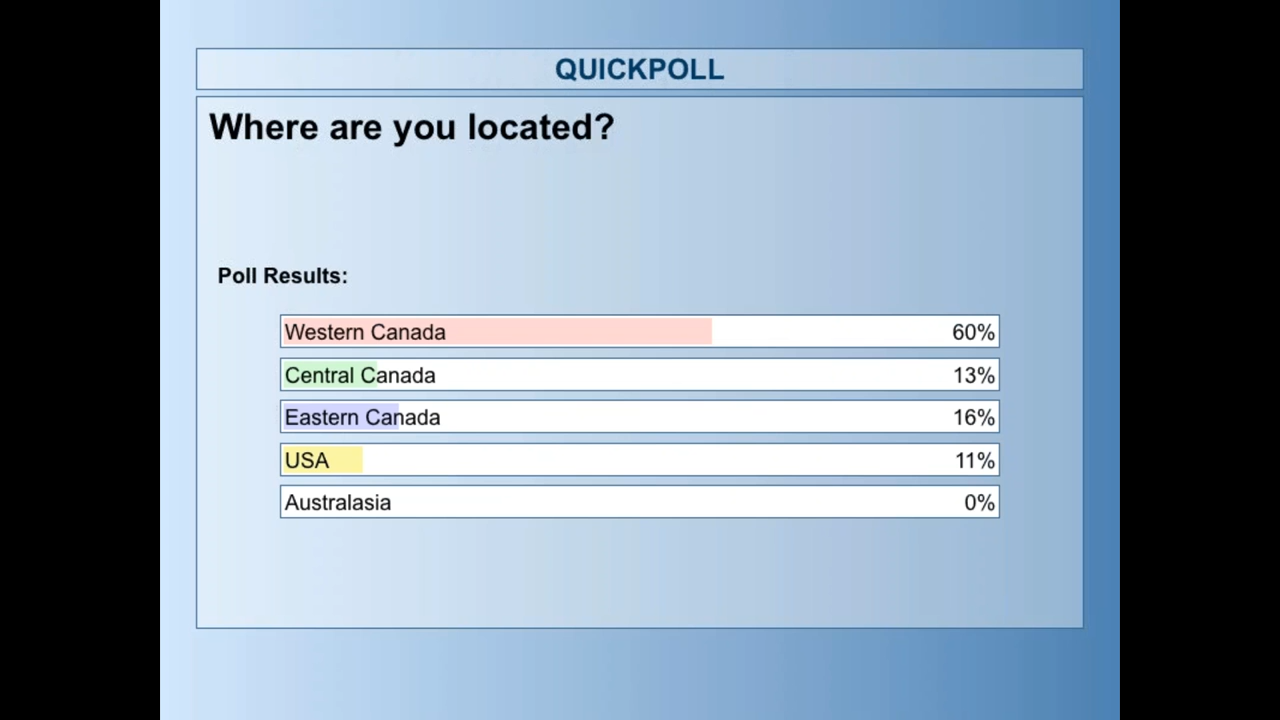 QUICKPOLL
Where are you located?
Poll Results:
Western Canada 60%
Central Canada 13%
Eastern Canada 16%
USA 11%
Australasia 0%